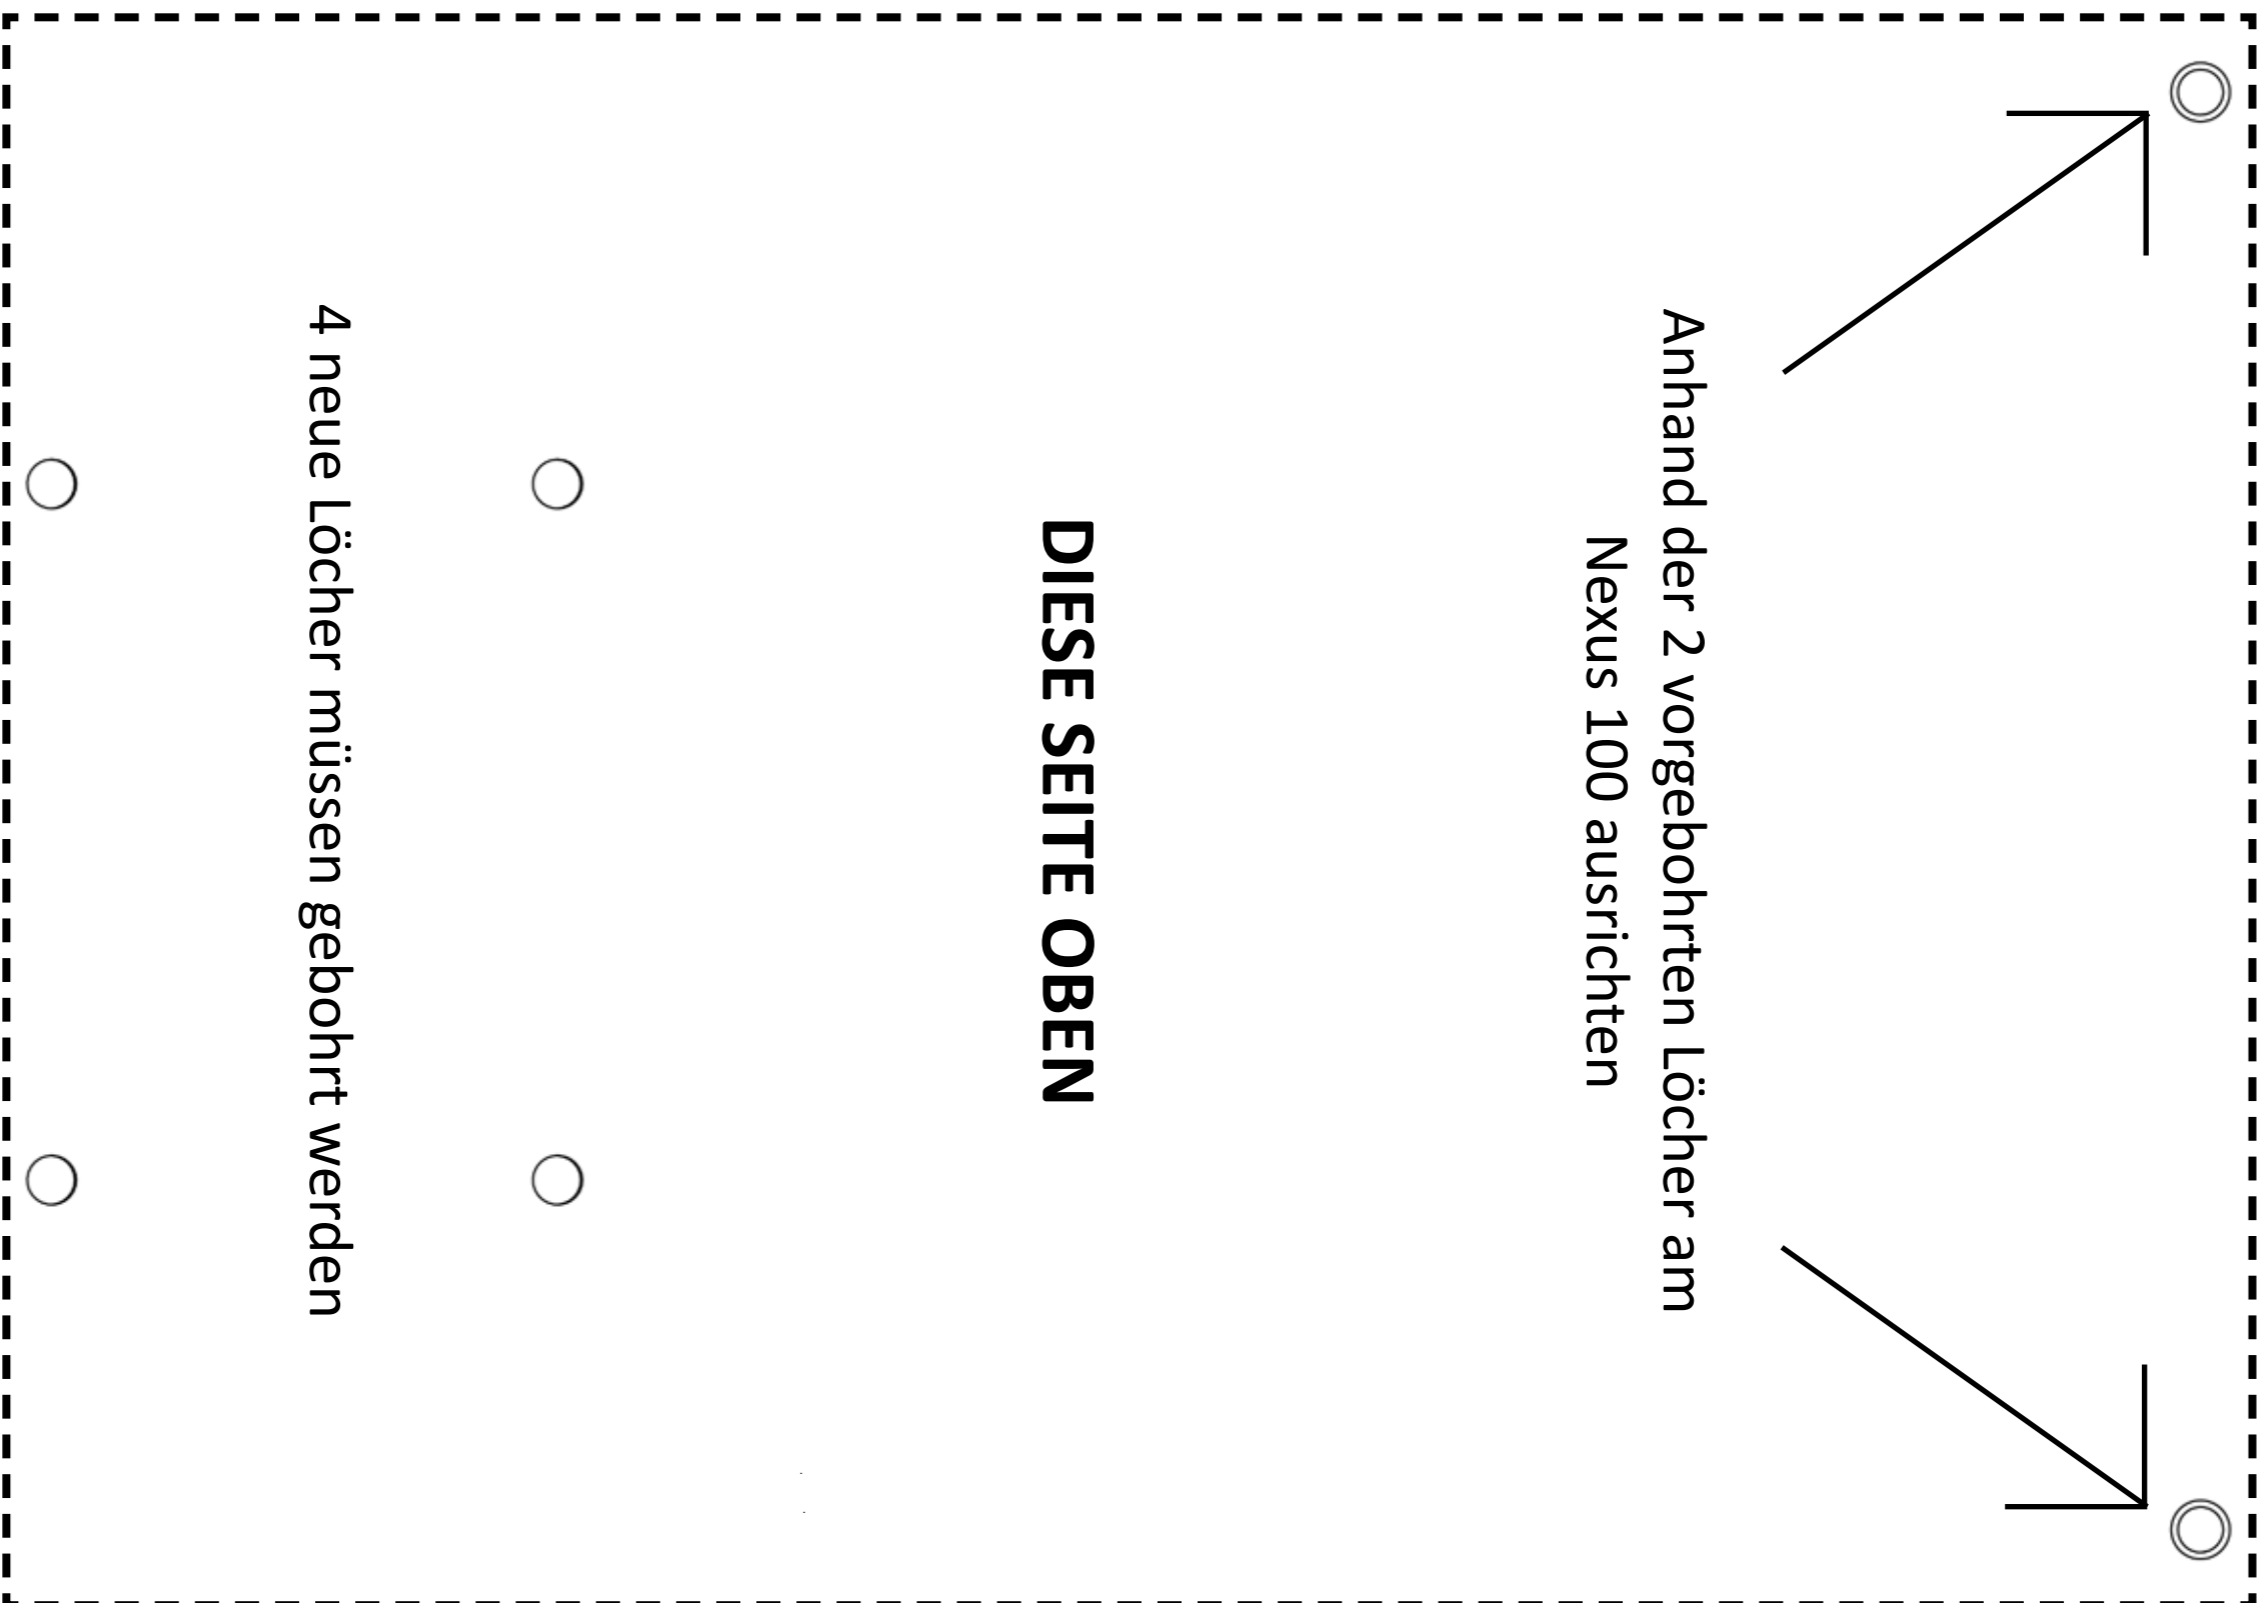 Anhand der 2 vorgebohrten Löcher am
Nexus 100 ausrichten
DIESE SEITE OBEN
4 neue Löcher müssen gebohrt werden